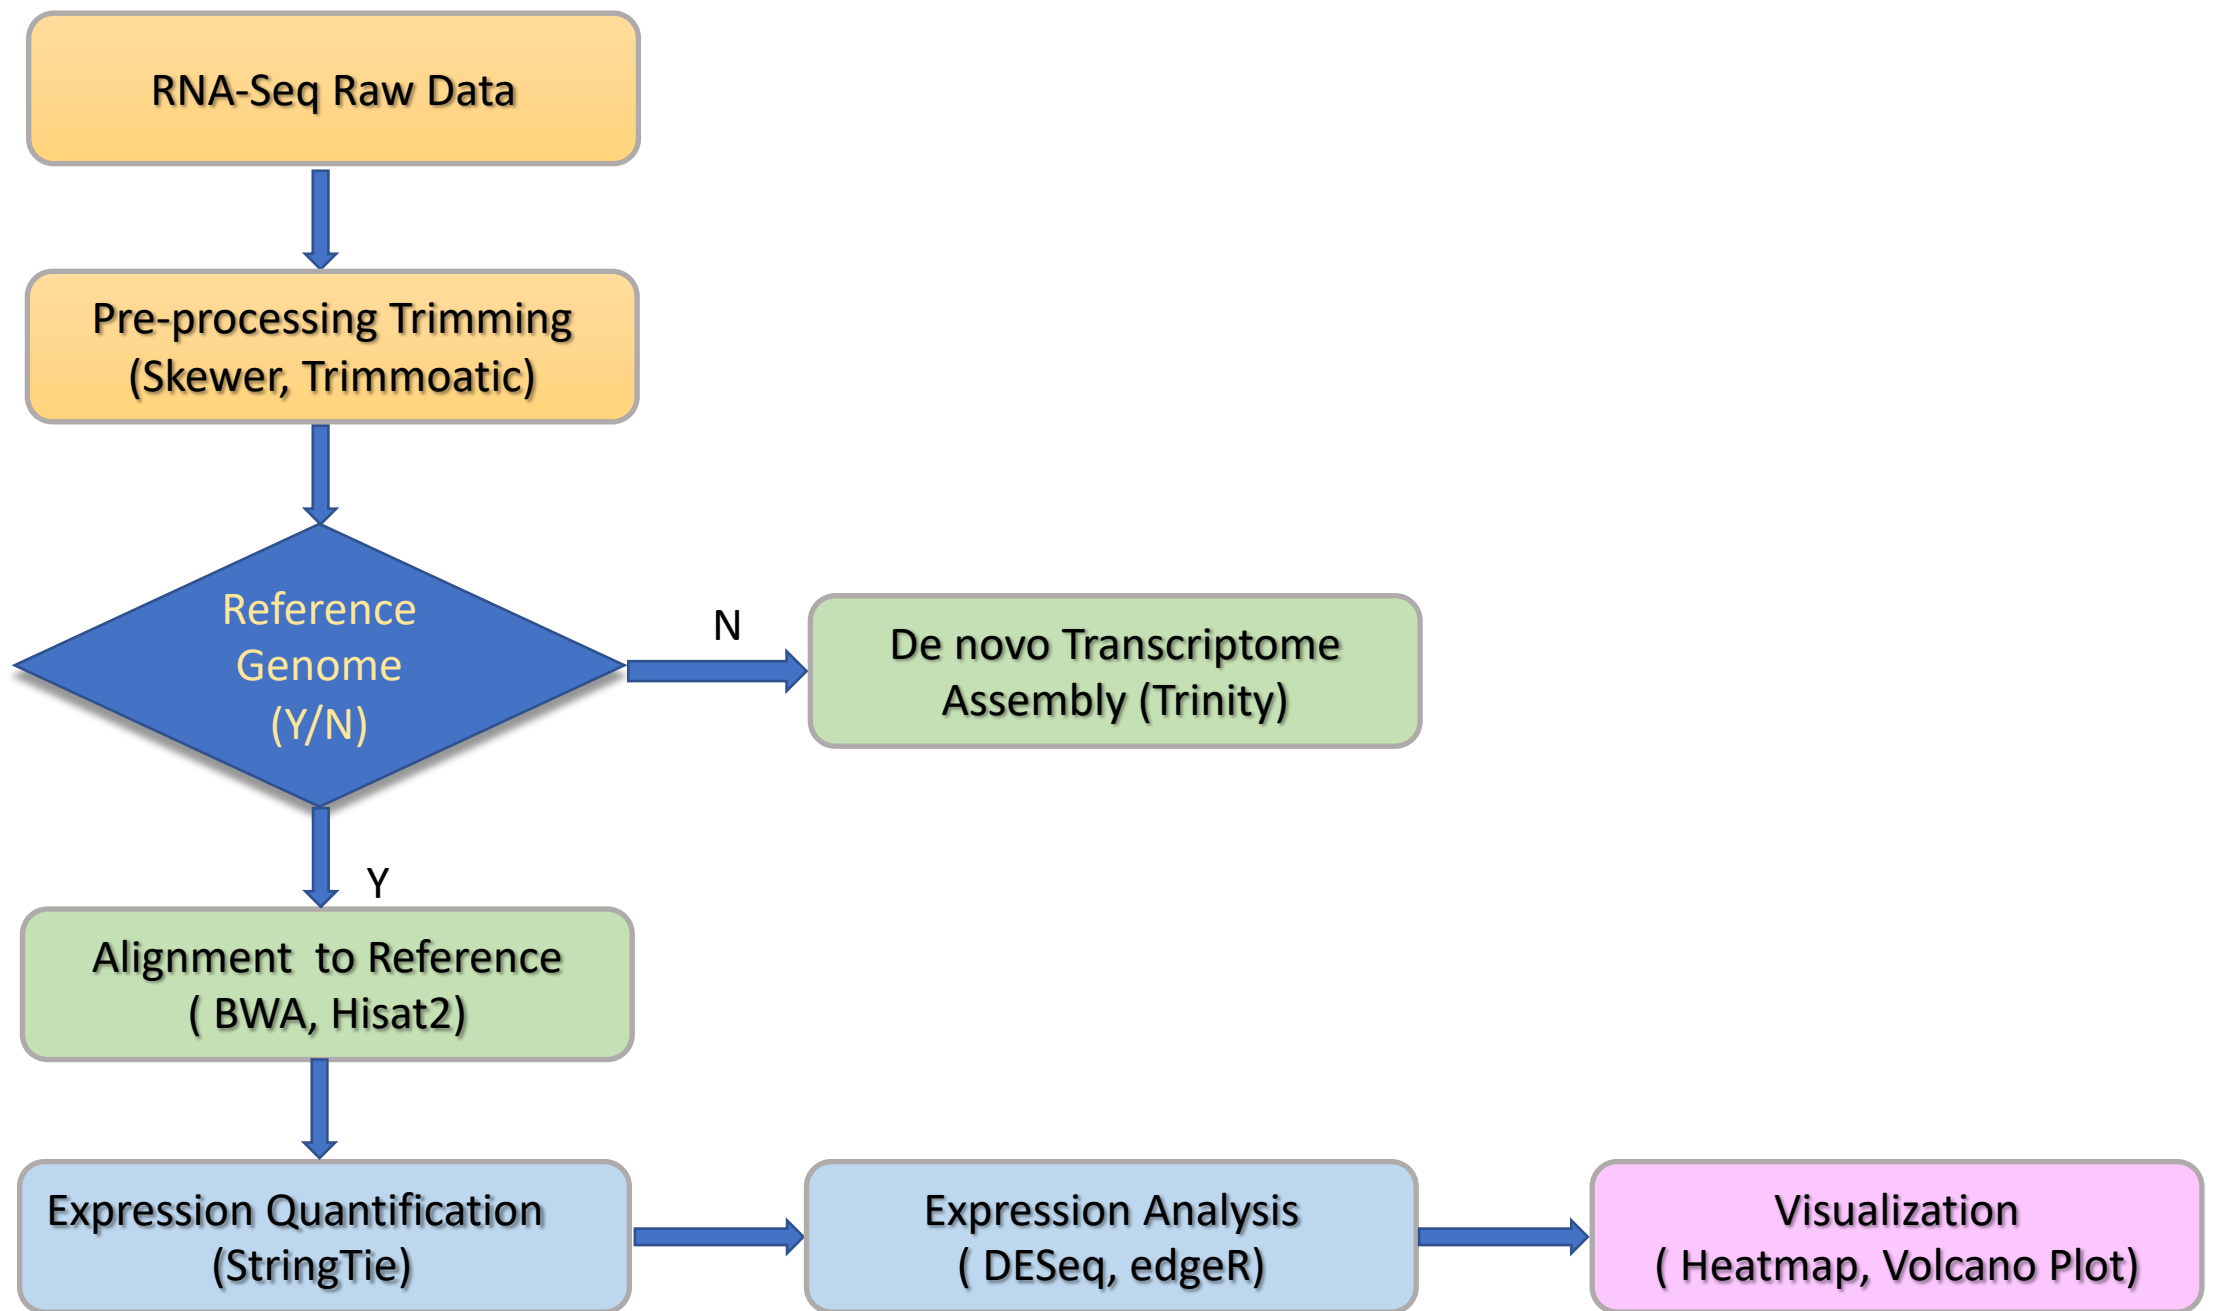 RNA-Seq Raw Data
Pre-processing Trimming
(Skewer, Trimmoatic)
Reference
Genome
(Y/N)
N
De novo Transcriptome
Assembly (Trinity)
Y
Alignment  to Reference
( BWA, Hisat2)
Expression Quantification
(StringTie)
Expression Analysis
( DESeq, edgeR)
Visualization
( Heatmap, Volcano Plot)